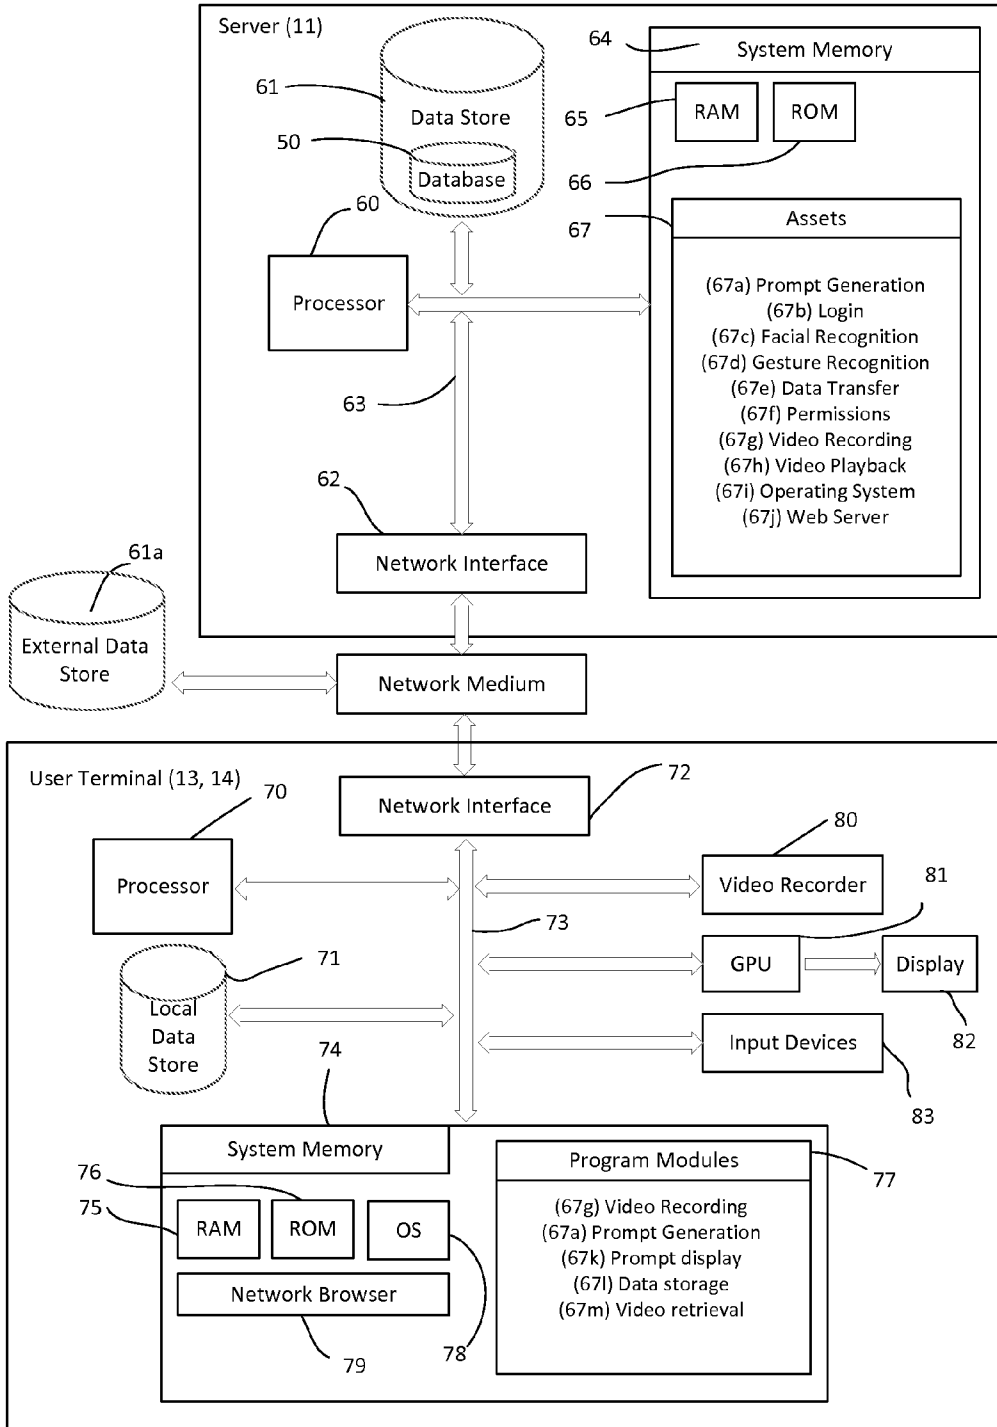 Server (11)
64
System Memory
61
Data Store
65
RAM
ROM
50
Database
66
60
67
Assets
Processor
(67a) Prompt Generation
(67b) Login
(67c) Facial Recognition
(67d) Gesture Recognition
(67e) Data Transfer
(67f) Permissions
(67g) Video Recording
(67h) Video Playback
(67i) Operating System
(67j) Web Server
63
62
Network Interface
61a
External Data
Store
Network Medium
User Terminal (13, 14)
72
Network Interface
70
Processor
80
Video Recorder
81
73
GPU
Display
82
71
Local
Data
Store
Input Devices
83
74
System Memory
76
75
RAM
ROM
OS
Network Browser
79
78
Program Modules
77
(67g) Video Recording
(67a) Prompt Generation
(67k) Prompt display
(67l) Data storage
(67m) Video retrieval